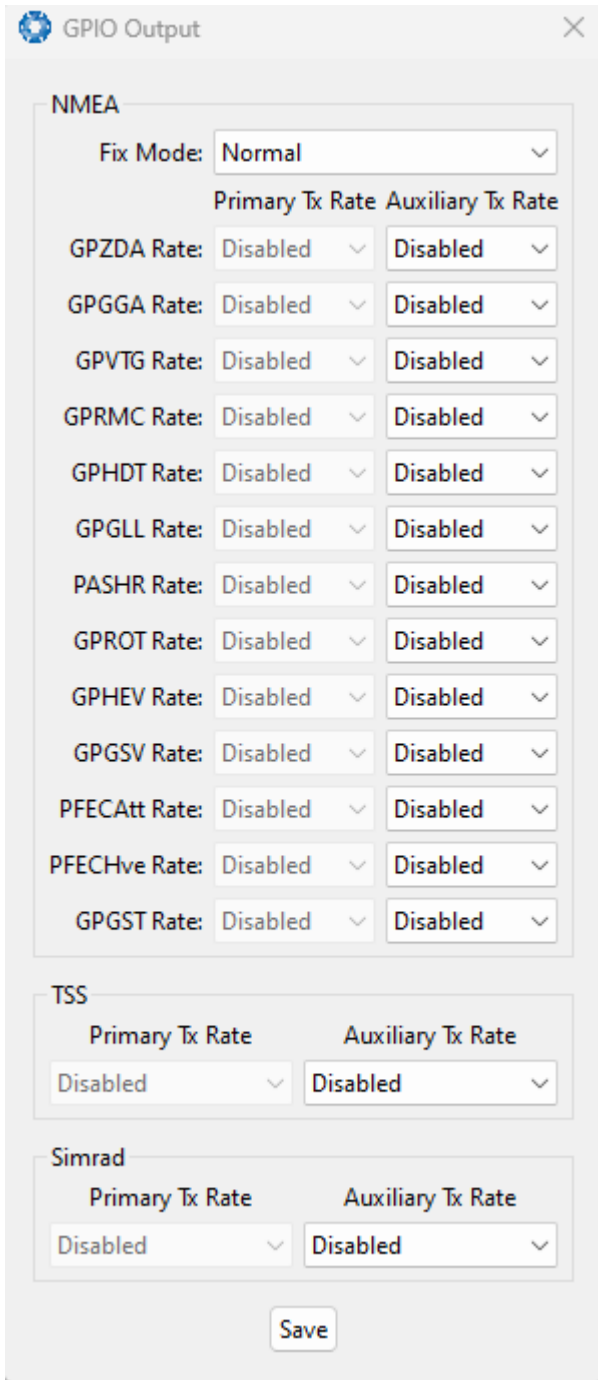 GPIO Output
NMEA
Fix Mode: Normal
Primary Tx Rate Auxiliary Tx Rate
GPZDA Rate: Disabled Disabled
GPGGA Rate: Disabled Disabled
GPVTG Rate: Disabled Disabled
GPRMC Rate: Disabled Disabled
GPHDT Rate: Disabled Disabled
GPGLL Rate: Disabled Disabled
PASHR Rate: Disabled Disabled
GPROT Rate: Disabled Disabled
GPHEV Rate: Disabled Disabled
GPGSV Rate: Disabled Disabled
PFECAtt Rate: Disabled Disabled
PFECHve Rate: Disabled Disabled
GPGST Rate: Disabled Disabled
TSS
Primary Tx Rate Auxiliary Tx Rate
Disabled Disabled
Simrad
Primary Tx Rate Auxiliary Tx Rate
Disabled Disabled
Save